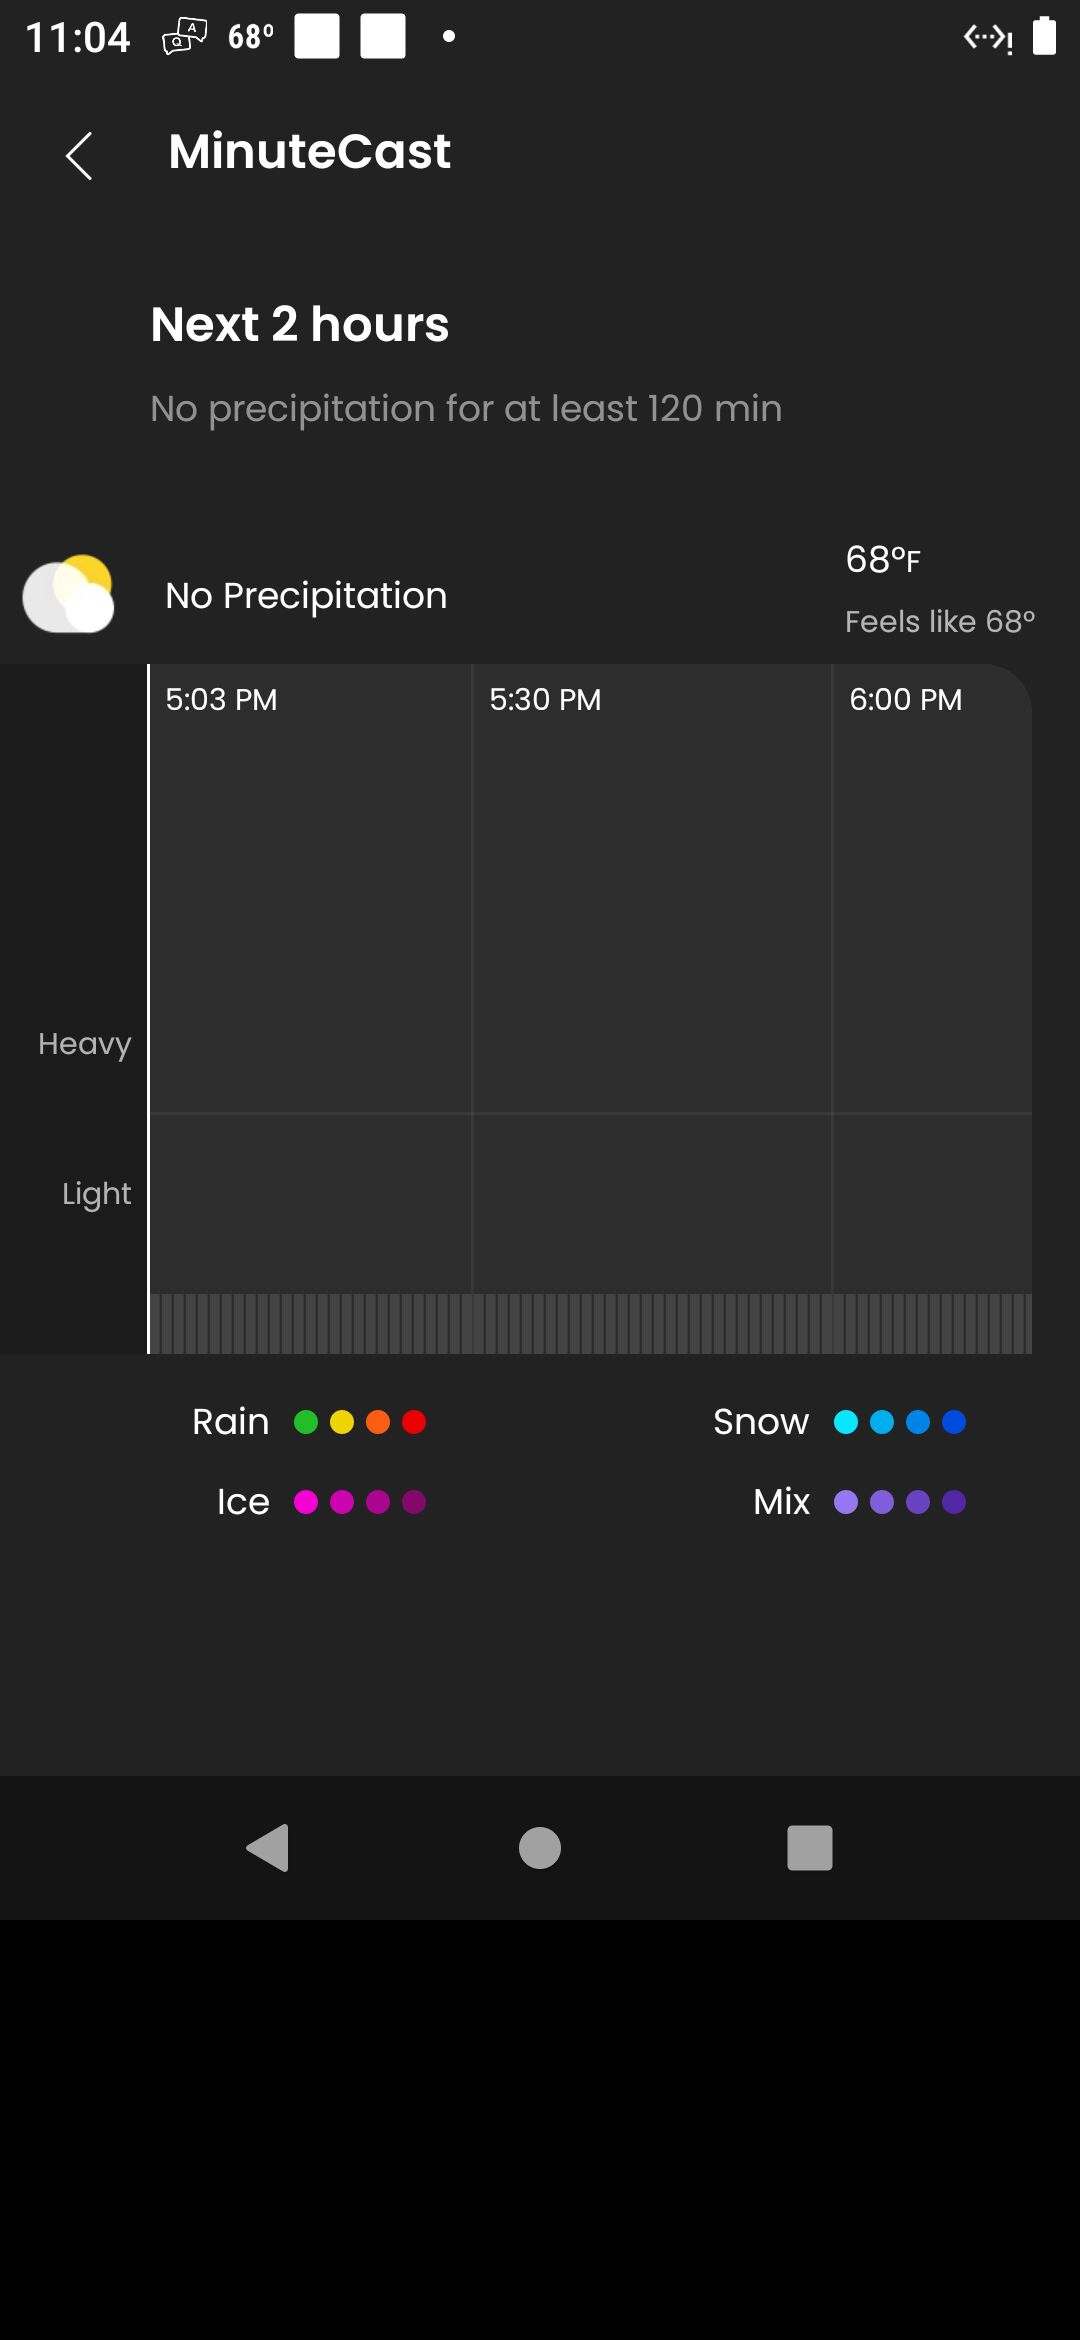 11:04 68°
MinuteCast
Next 2 hours
No precipitation for at least 120 min
No Precipitation
68°F
Feels like 68°
5:03 PM 5:30 PM 6:00 PM
Heavy
Light
Rain Snow
Ice Mix